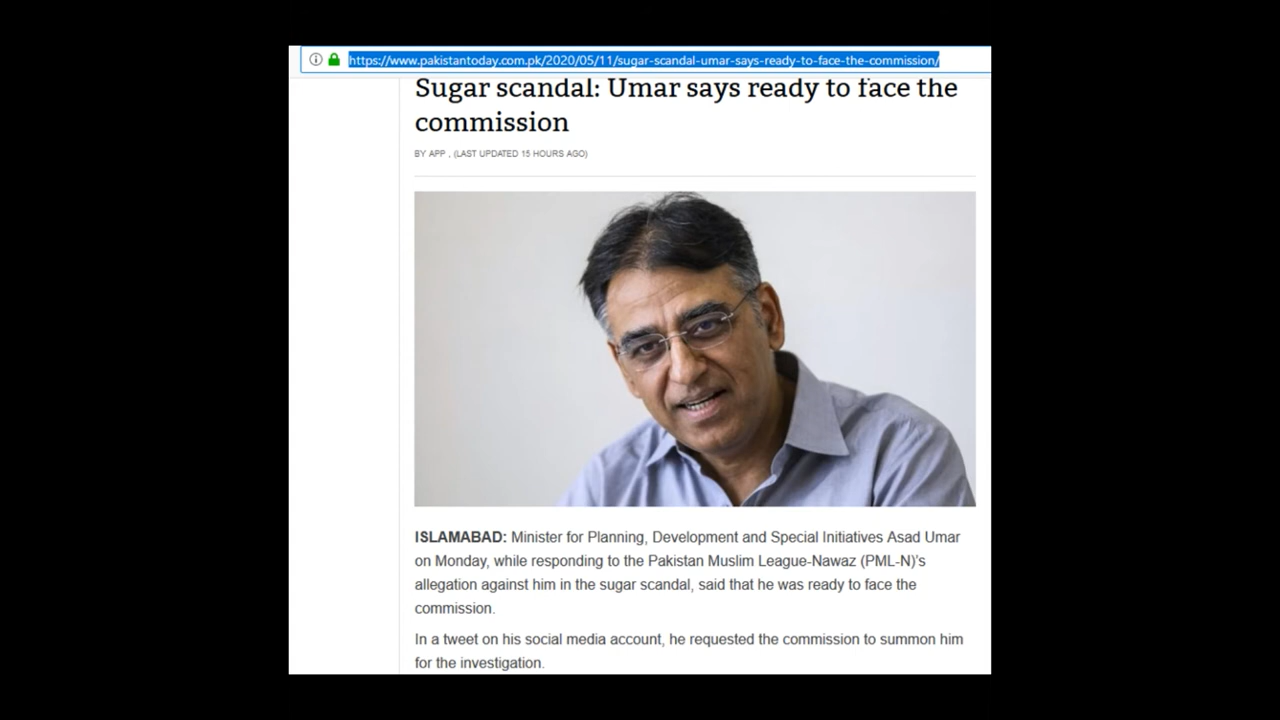 https://www.pakistantoday.com.pk/2020/05/11/sugar-scandal-umar-says-ready-to-face-the-commission/
Sugar scandal: Umar says ready to face the
commission
BY APP , (LAST UPDATED 15 HOURS AGO)
ISLAMABAD: Minister for Planning, Development and Special Initiatives Asad Umar
on Monday, while responding to the Pakistan Muslim League-Nawaz (PML-N)'s
allegation against him in the sugar scandal, said that he was ready to face the
commission.
In a tweet on his social media account, he requested the commission to summon him
for the investigation.